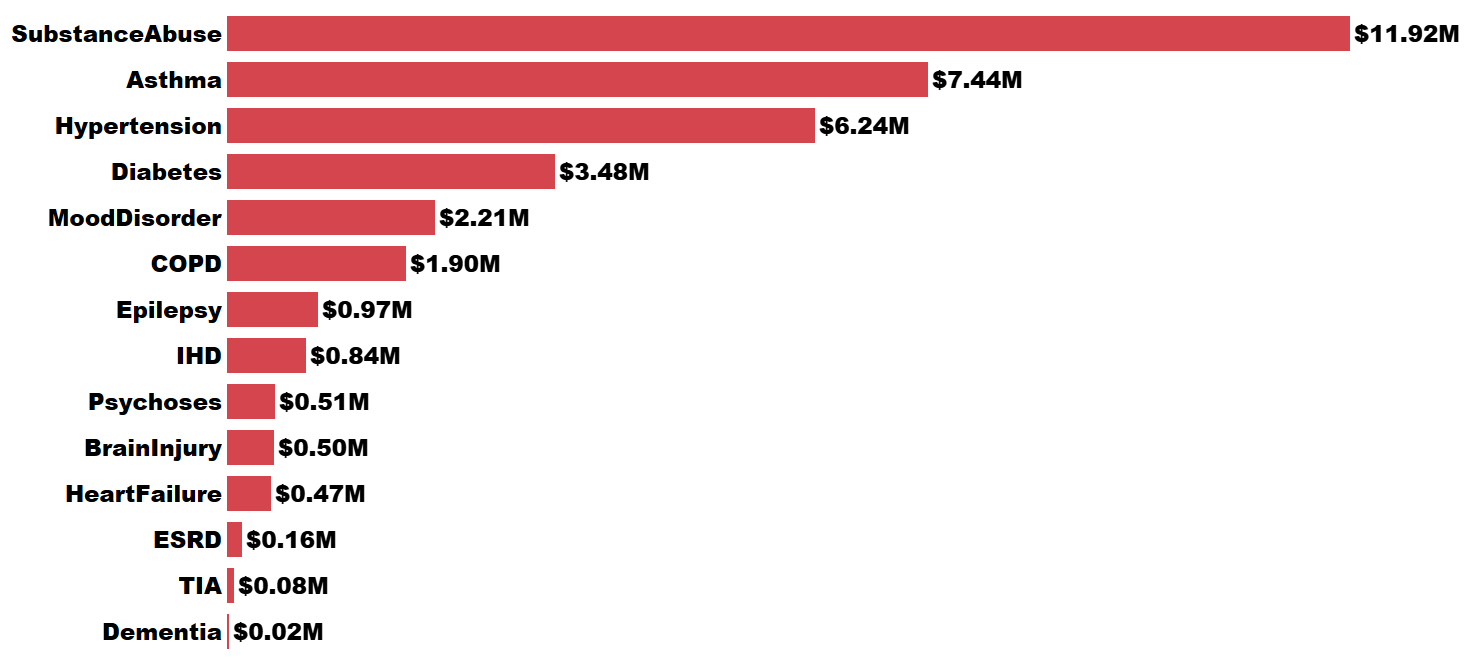 SubstanceAbuse $11.92M
Asthma $7.44M
Hypertension $6.24M
Diabetes $3.48M
MoodDisorder $2.21M
COPD $1.90M
Epilepsy $0.97M
IHD $0.84M
Psychoses $0.51M
BrainInjury $0.50M
HeartFailure $0.47M
ESRD $0.16M
TIA $0.08M
Dementia $0.02M